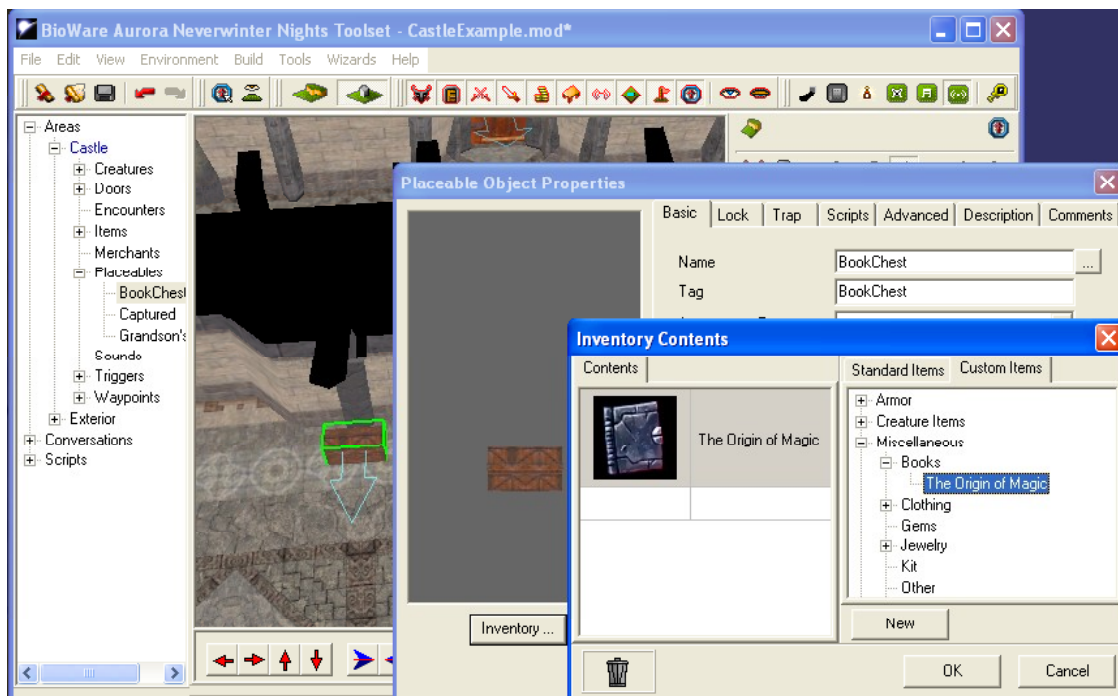 BioWare Aurora Neverwinter Nights Toolset - CastleExample.mod*
File Edit View Environment Build Tools Wizards Help
Areas
Castle
Creatures
Doors
Encounters
Items
Merchants
Placeables
BookChest
Captured
Grandson's
Sounds
Triggers
Waypoints
Exterior
Conversations
Scripts
Placeable Object Properties
Basic Lock Trap Scripts Advanced Description Comments
Name BookChest ...
Tag BookChest
Inventory ...
Inventory Contents
Contents
The Origin of Magic
Standard Items Custom Items
Armor
Creature Items
Miscellaneous
Books
The Origin of Magic
Clothing
Gems
Jewelry
Kit
Other
New
OK Cancel